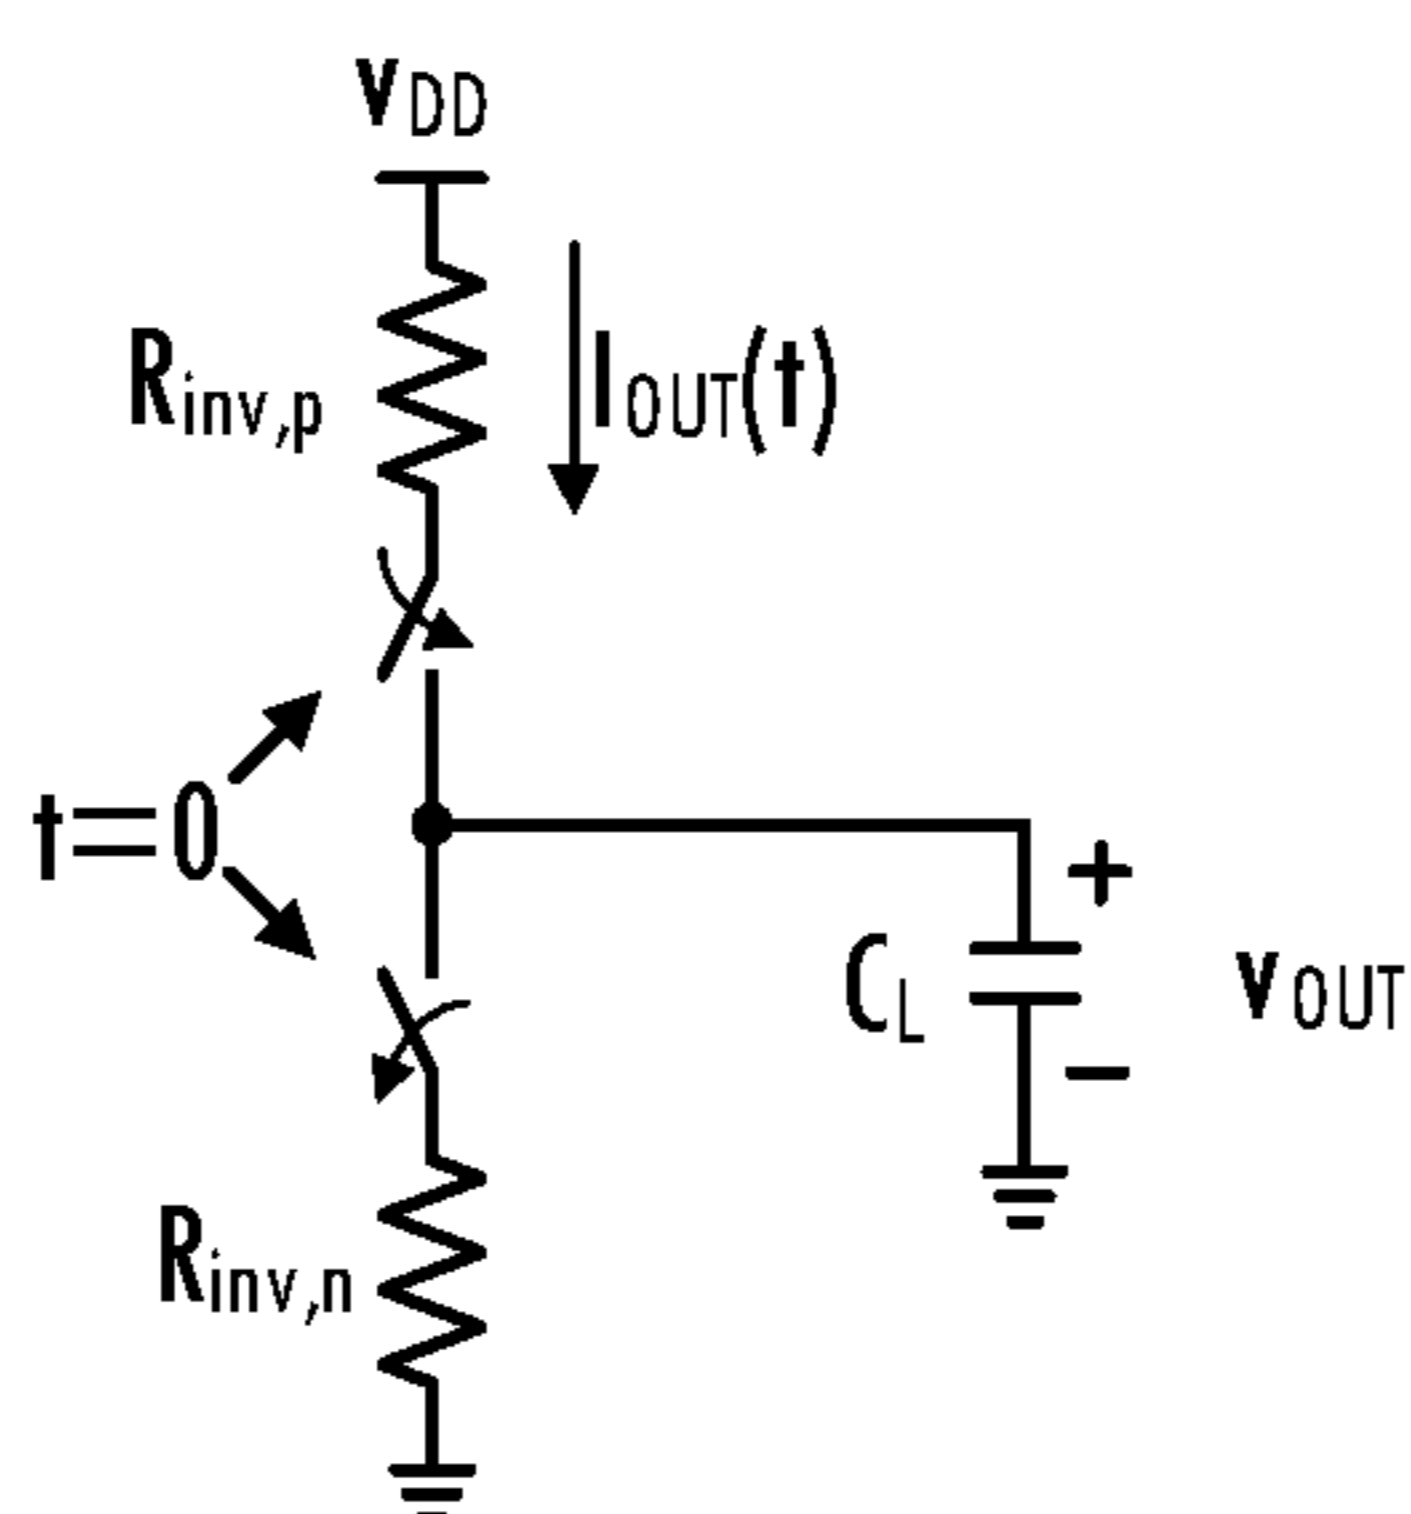 vDD
Rinv,p
IOUT(t)
t=0
+
CL
vOUT
−
Rinv,n